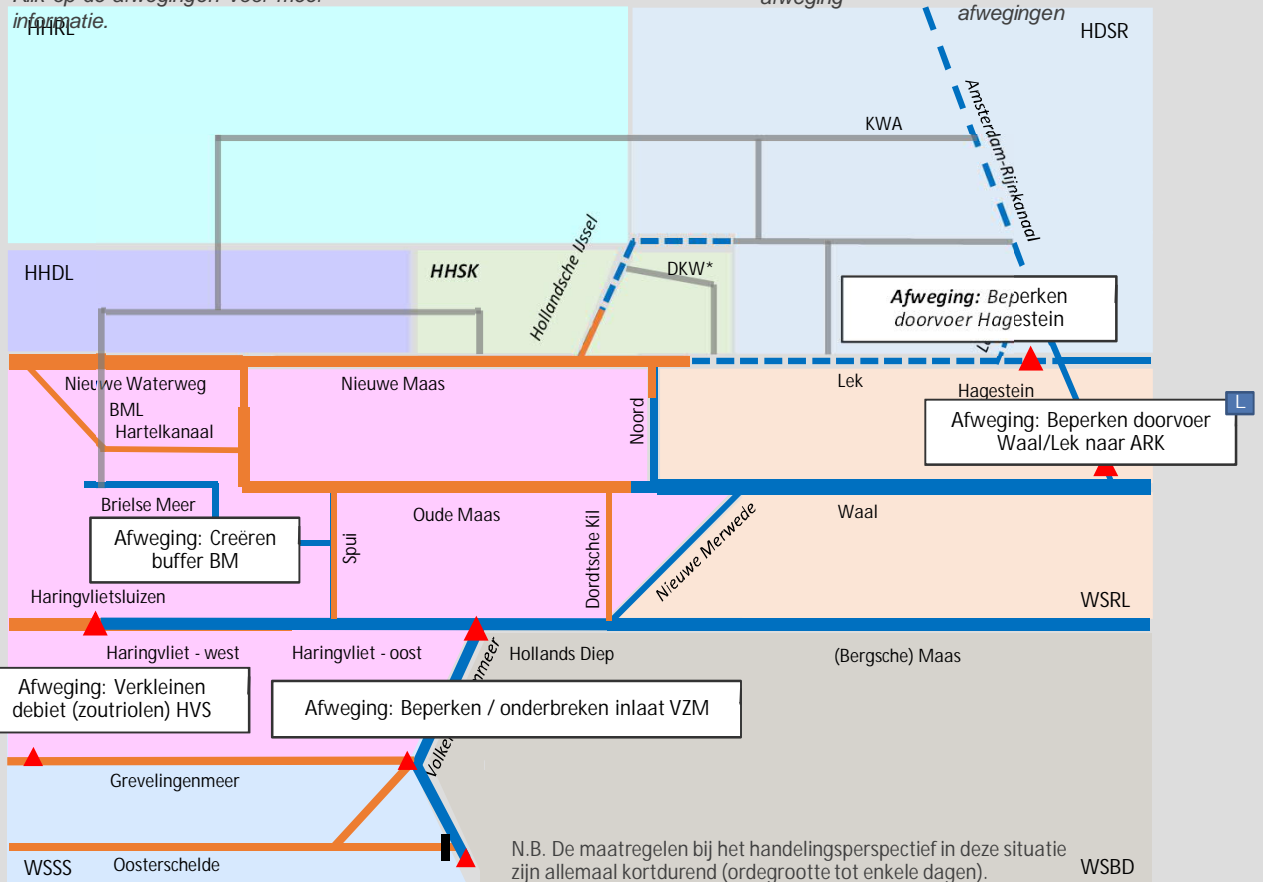 informatie.
HHRL
afweging
afwegingen
HDSR
KWA
Amsterdam-Rijnkanaal
Hollandsche IJssel
HHDL
HHSK
DKW*
Afweging: Beperken
doorvoer Hagestein
Nieuwe Waterweg
Nieuwe Maas
Lek
Hagestein
BML
Hartelkanaal
Noord
Afweging: Beperken doorvoer
Waal/Lek naar ARK
L
Brielse Meer
Oude Maas
Waal
Afweging: Creëren
buffer BM
Spui
Dordtsche Kil
Nieuwe Merwede
Haringvlietsluizen
WSRL
Haringvliet - west
Haringvliet - oost
Hollands Diep
(Bergsche) Maas
Afweging: Verkleinen
debiet (zoutriolen) HVS
Afweging: Beperken / onderbreken inlaat VZM
Grevelingenmeer
N.B. De maatregelen bij het handelingsperspectief in deze situatie
zijn allemaal kortdurend (ordegrootte tot enkele dagen).
WSSS
Oosterschelde
WSBD